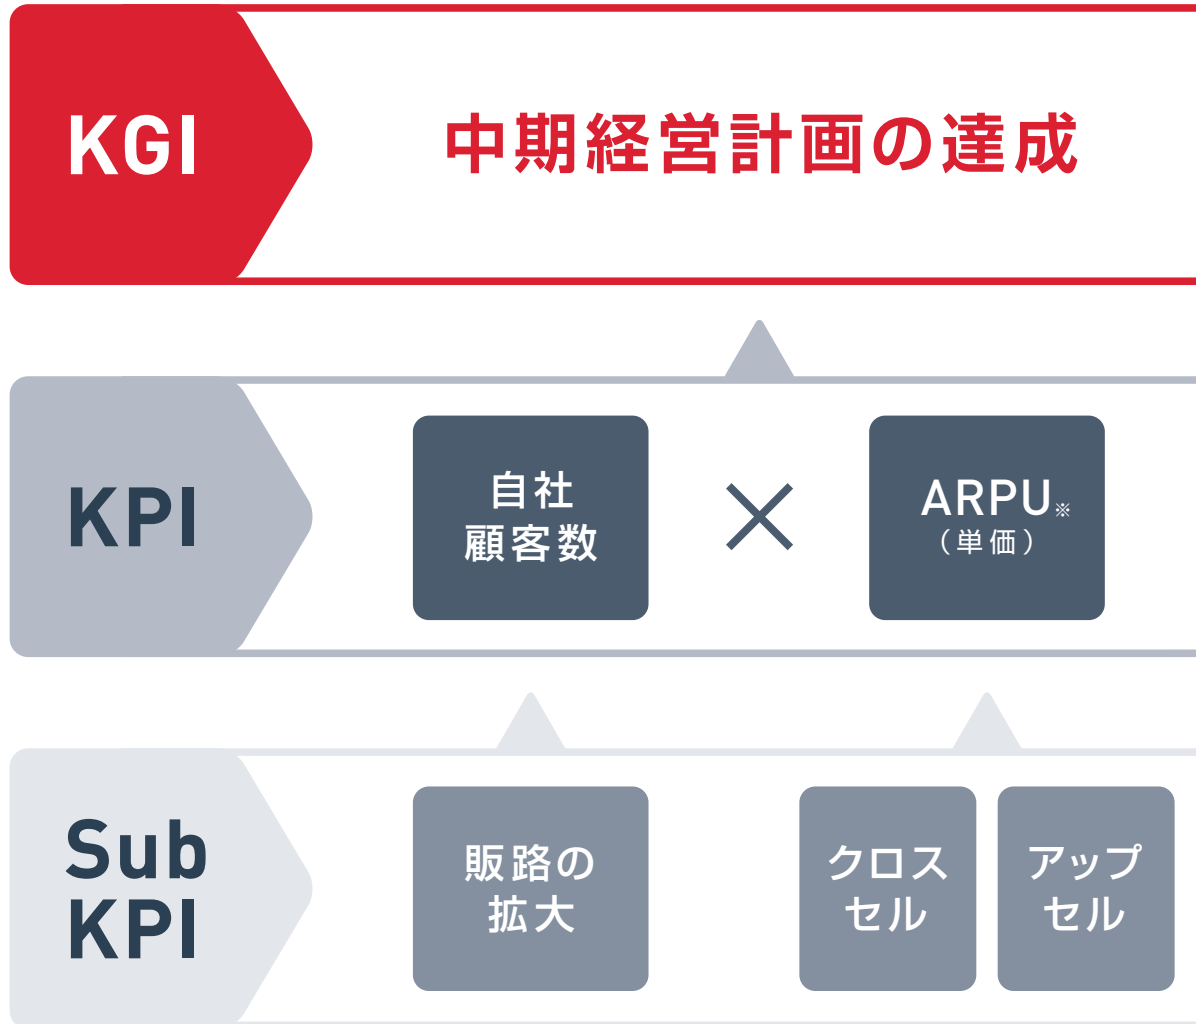 KGI
中期経営計画の達成
KPI
自社
顧客数
×
ARPU※
（単価）
Sub
KPI
販路の
拡大
クロス
セル
アップ
セル